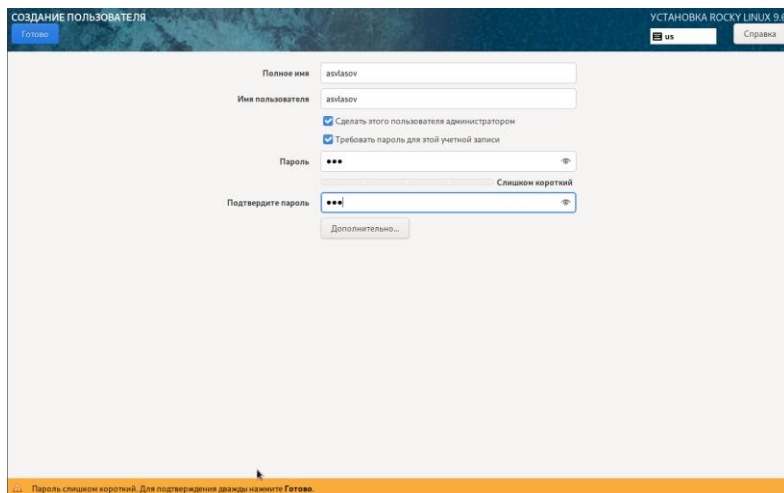 СОЗДАНИЕ ПОЛЬЗОВАТЕЛЯ
УСТАНОВКА ROCKY LINUX 9.6
Готово
us
Справка
Полное имя
asvlasov
Имя пользователя
asvlasov
Сделать этого пользователя администратором
Требовать пароль для этой учетной записи
Пароль
•••
Слишком короткий
Подтвердите пароль
•••
Дополнительно...
Пароль слишком короткий. Для подтверждения дважды нажмите Готово.